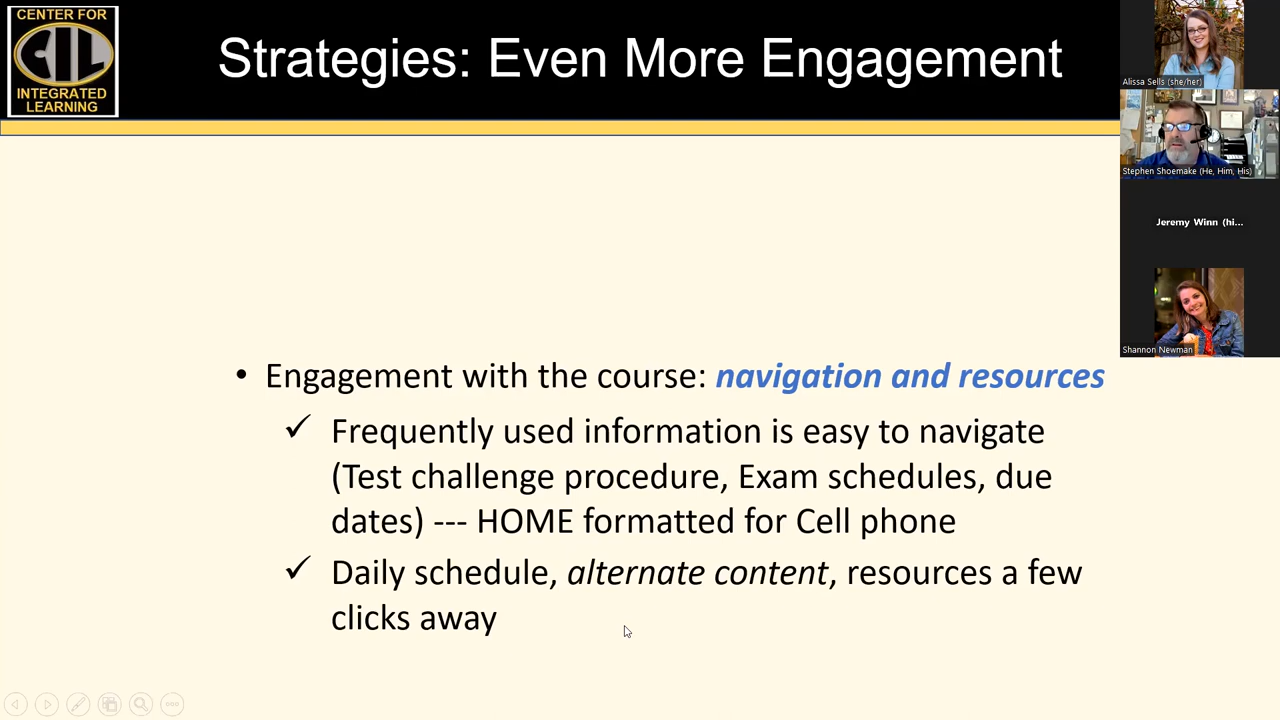 CENTER FOR
CIL
INTEGRATED
LEARNING
Strategies: Even More Engagement
Alissa Sells (she/her)
Stephen Shoemake (He, Him, His)
Jeremy Winn (hi...
Shannon Newman
• Engagement with the course: navigation and resources
✓ Frequently used information is easy to navigate
(Test challenge procedure, Exam schedules, due
dates) --- HOME formatted for Cell phone
✓ Daily schedule, alternate content, resources a few
clicks away